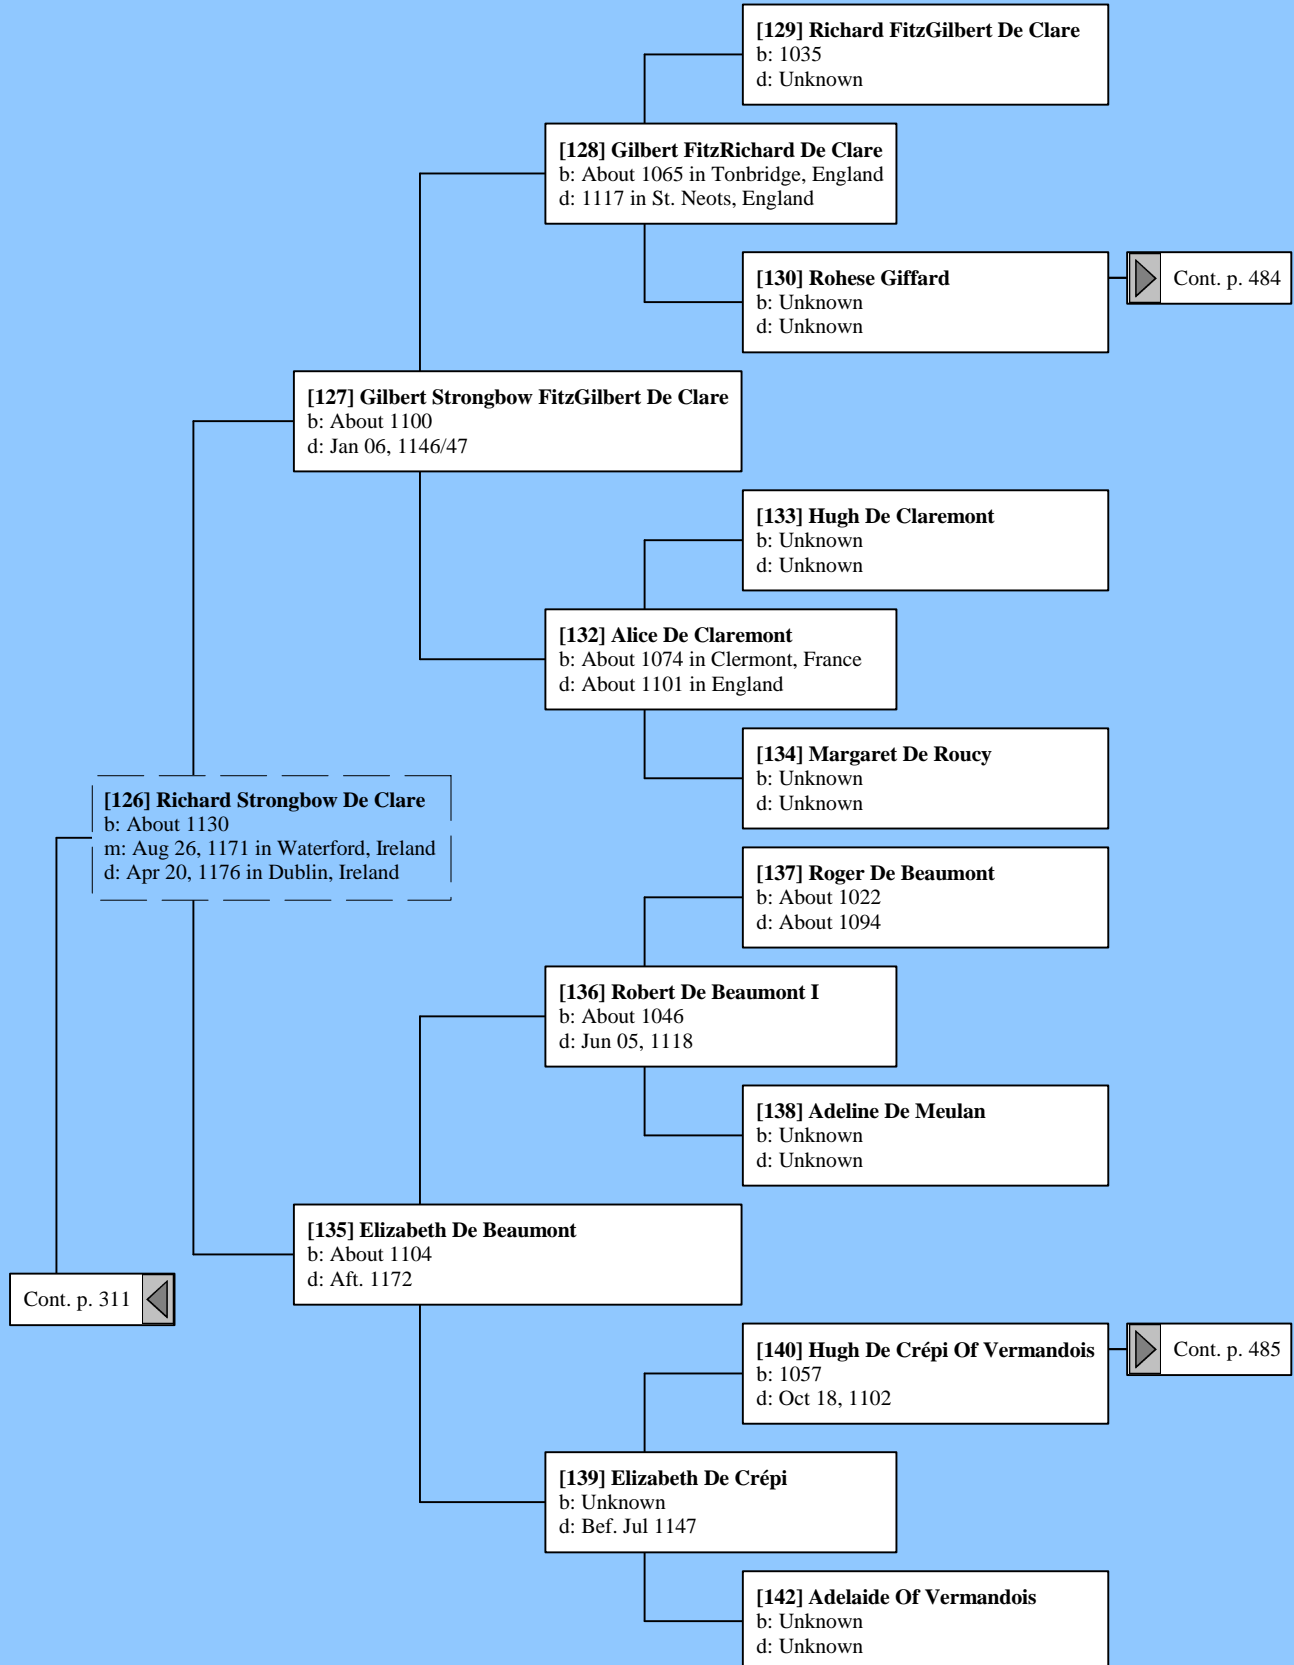 [129] Richard FitzGilbert De Clare
b: 1035
d: Unknown
[128] Gilbert FitzRichard De Clare
b: About 1065 in Tonbridge, England
d: 1117 in St. Neots, England
[130] Rohese Giffard
b: Unknown
d: Unknown
Cont. p. 484
[127] Gilbert Strongbow FitzGilbert De Clare
b: About 1100
d: Jan 06, 1146/47
[133] Hugh De Claremont
b: Unknown
d: Unknown
[132] Alice De Claremont
b: About 1074 in Clermont, France
d: About 1101 in England
[134] Margaret De Roucy
b: Unknown
d: Unknown
[126] Richard Strongbow De Clare
b: About 1130
m: Aug 26, 1171 in Waterford, Ireland
d: Apr 20, 1176 in Dublin, Ireland
[137] Roger De Beaumont
b: About 1022
d: About 1094
[136] Robert De Beaumont I
b: About 1046
d: Jun 05, 1118
[138] Adeline De Meulan
b: Unknown
d: Unknown
[135] Elizabeth De Beaumont
b: About 1104
d: Aft. 1172
Cont. p. 311
[140] Hugh De Crépi Of Vermandois
b: 1057
d: Oct 18, 1102
Cont. p. 485
[139] Elizabeth De Crépi
b: Unknown
d: Bef. Jul 1147
[142] Adelaide Of Vermandois
b: Unknown
d: Unknown